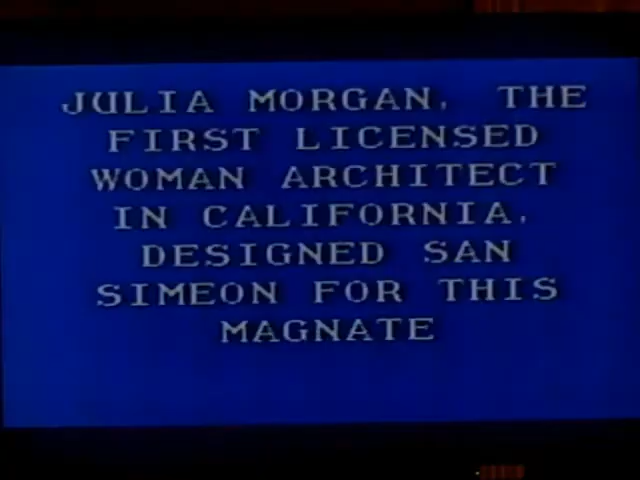 JULIA MORGAN, THE
FIRST LICENSED
WOMAN ARCHITECT
IN CALIFORNIA,
DESIGNED SAN
SIMEON FOR THIS
MAGNATE